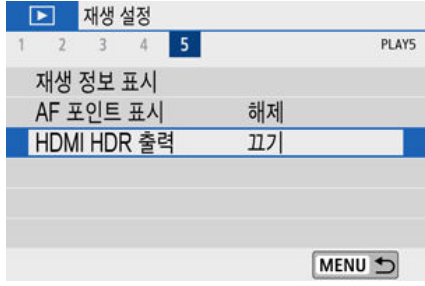 재생 설정
1 2 3 4 5 PLAY5
재생 정보 표시
AF 포인트 표시 해제
HDMI HDR 출력 끄기
MENU